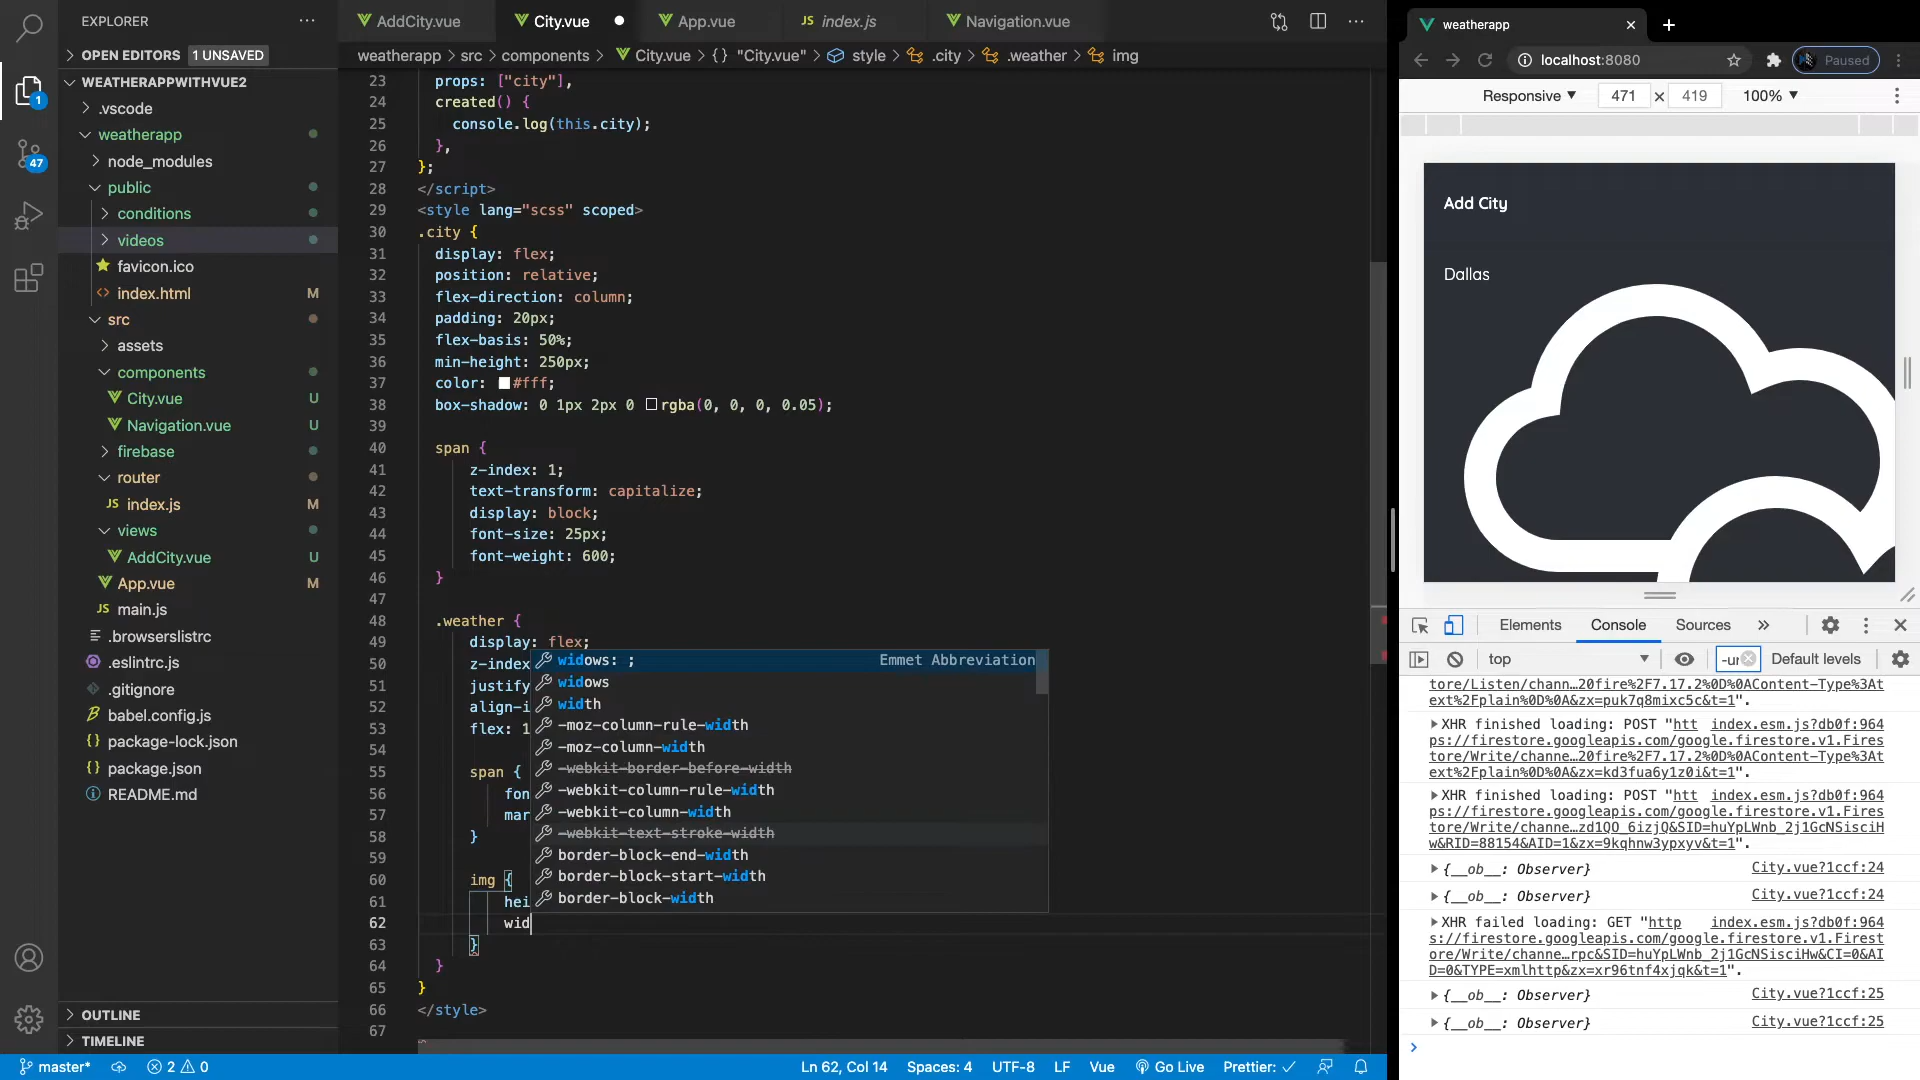 EXPLORER
OPEN EDITORS 1 UNSAVED
WEATHERAPPWITHVUE2
.vscode
weatherapp
node_modules
public
conditions
videos
favicon.ico
index.html M
src
assets
components
City.vue U
Navigation.vue U
firebase
router
JS index.js M
views
AddCity.vue U
App.vue M
JS main.js
.browserslistrc
.eslintrc.js
.gitignore
babel.config.js
package-lock.json
package.json
README.md
OUTLINE
TIMELINE
1
47
AddCity.vue City.vue App.vue JS index.js Navigation.vue
weatherapp > src > components > City.vue > {} "City.vue" > style > .city > .weather > img
23 props: ["city"],
24 created() {
25 console.log(this.city);
26 },
27 };
28 </script>
29 <style lang="scss" scoped>
30 .city {
31 display: flex;
32 position: relative;
33 flex-direction: column;
34 padding: 20px;
35 flex-basis: 50%;
36 min-height: 250px;
37 color: #fff;
38 box-shadow: 0 1px 2px 0 rgba(0, 0, 0, 0.05);
39
40 span {
41 z-index: 1;
42 text-transform: capitalize;
43 display: block;
44 font-size: 25px;
45 font-weight: 600;
46 }
47
48 .weather {
49 display: flex;
50 z-index
51 justify
52 align-i
53 flex: 1
54
55 span {
56 fon
57 mar
58 }
59
60 img {
61 hei
62 wid
63 }
64 }
65 }
66 </style>
67
widows: ; Emmet Abbreviation
widows
width
-moz-column-rule-width
-moz-column-width
-webkit-border-before-width
-webkit-column-rule-width
-webkit-column-width
-webkit-text-stroke-width
border-block-end-width
border-block-start-width
border-block-width
master* 2 0 Ln 62, Col 14 Spaces: 4 UTF-8 LF Vue Go Live Prettier: ✓
weatherapp
localhost:8080 Paused
Responsive 471 × 419 100%
Add City
Dallas
Elements Console Sources
top -ur Default levels
tore/Listen/chann…20fire%2F7.17.2%0D%0AContent-Type%3At
ext%2Fplain%0D%0A&zx=puk7q8mixc5c&t=1".
XHR finished loading: POST "htt index.esm.js?db0f:964
ps://firestore.googleapis.com/google.firestore.v1.Fires
tore/Write/channe…20fire%2F7.17.2%0D%0AContent-Type%3At
ext%2Fplain%0D%0A&zx=kd3fua6y1z0i&t=1".
XHR finished loading: POST "htt index.esm.js?db0f:964
ps://firestore.googleapis.com/google.firestore.v1.Fires
tore/Write/channe…zd1QO_6izjQ&SID=huYpLWnb_2j1GcNSisciH
w&RID=88154&AID=1&zx=9kqhnw3ypxyv&t=1".
{__ob__: Observer} City.vue?1ccf:24
{__ob__: Observer} City.vue?1ccf:24
XHR failed loading: GET "http index.esm.js?db0f:964
s://firestore.googleapis.com/google.firestore.v1.Firest
ore/Write/channe…rpc&SID=huYpLWnb_2j1GcNSisciHw&CI=0&AI
D=0&TYPE=xmlhttp&zx=xr96tnf4xjqk&t=1".
{__ob__: Observer} City.vue?1ccf:25
{__ob__: Observer} City.vue?1ccf:25